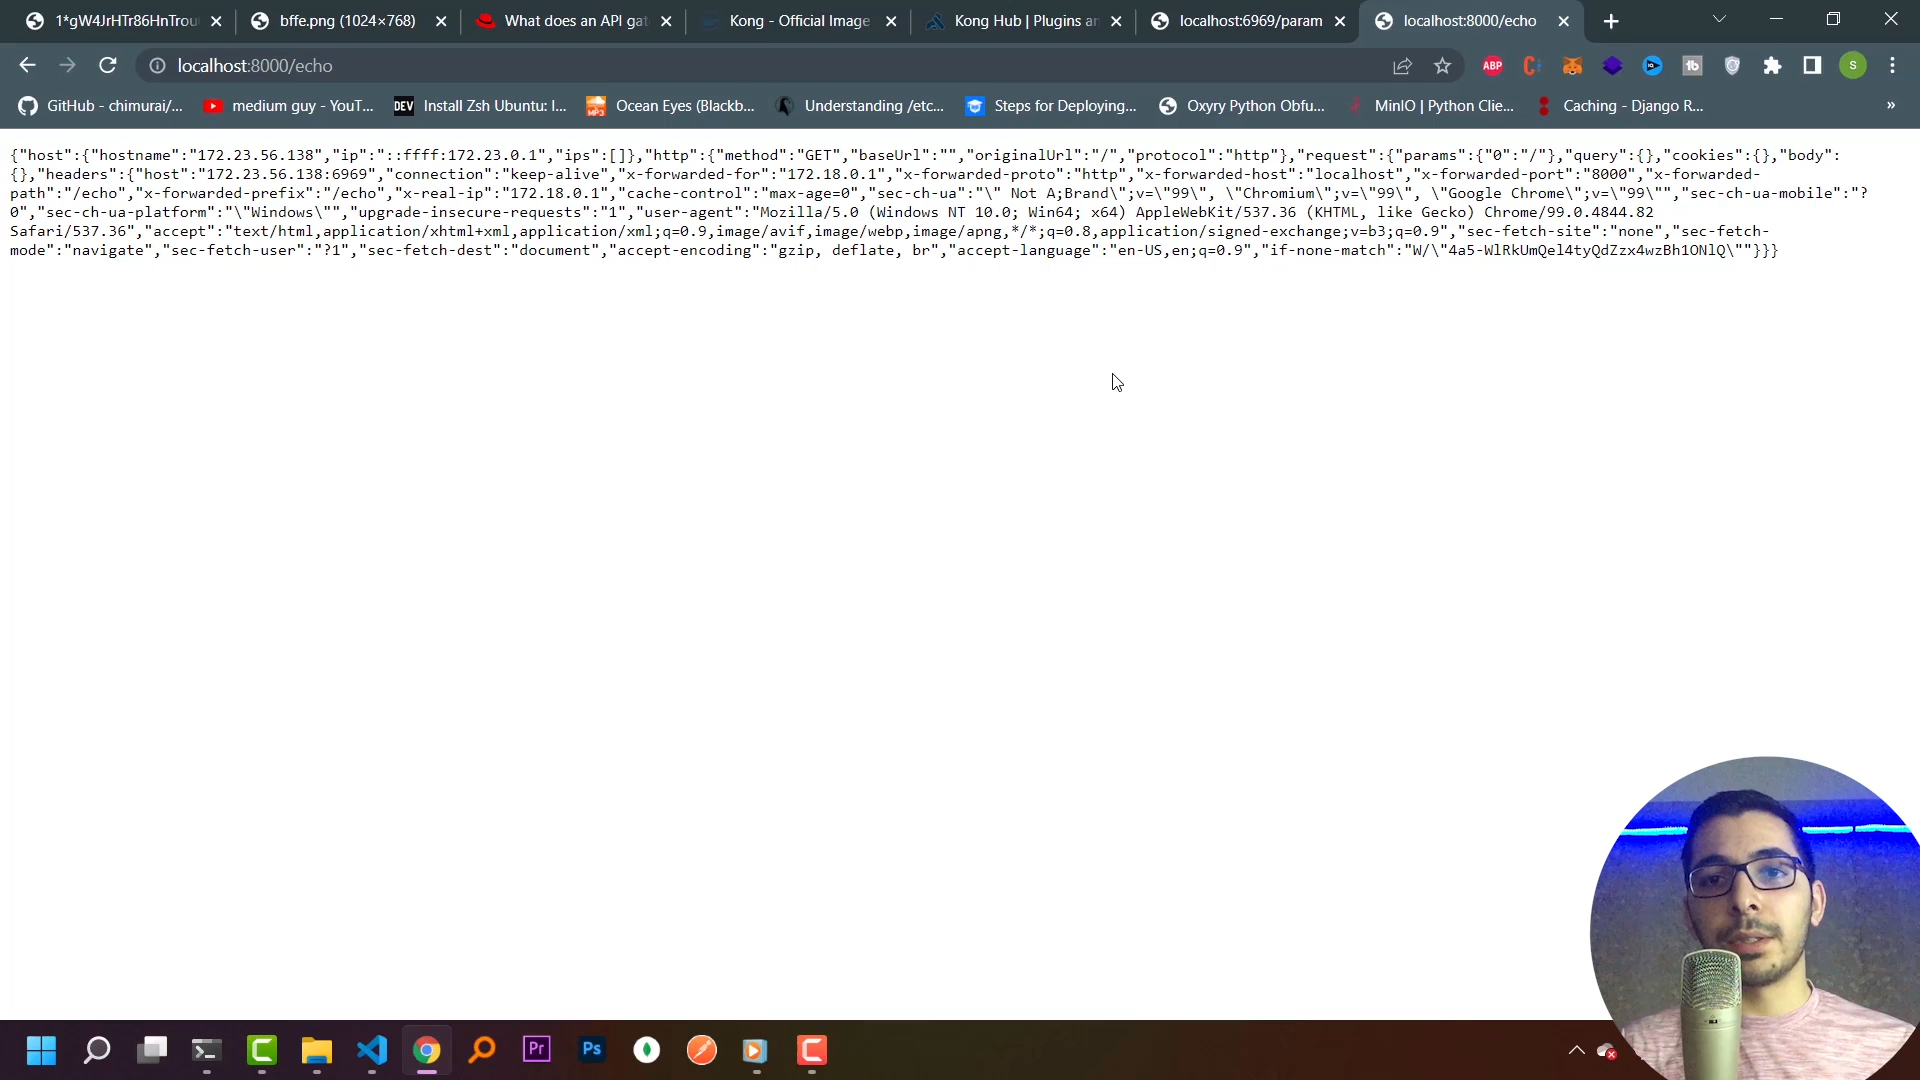 1*gW4JrHTr86HnTrou
bffe.png (1024×768)
What does an API gat
Kong - Official Image
Kong Hub | Plugins an
localhost:6969/param
localhost:8000/echo
localhost:8000/echo
ABP
S
GitHub - chimurai/...
medium guy - YouT...
DEV
Install Zsh Ubuntu: I...
MP3
Ocean Eyes (Blackb...
Understanding /etc...
Steps for Deploying...
Oxyry Python Obfu...
MinIO | Python Clie...
Caching - Django R...
»
{"host":{"hostname":"172.23.56.138","ip":"::ffff:172.23.0.1","ips":[]},"http":{"method":"GET","baseUrl":"","originalUrl":"/","protocol":"http"},"request":{"params":{"0":"/"},"query":{},"cookies":{},"body":
{},"headers":{"host":"172.23.56.138:6969","connection":"keep-alive","x-forwarded-for":"172.18.0.1","x-forwarded-proto":"http","x-forwarded-host":"localhost","x-forwarded-port":"8000","x-forwarded-
path":"/echo","x-forwarded-prefix":"/echo","x-real-ip":"172.18.0.1","cache-control":"max-age=0","sec-ch-ua":"\" Not A;Brand\";v=\"99\", \"Chromium\";v=\"99\", \"Google Chrome\";v=\"99\"","sec-ch-ua-mobile":"?
0","sec-ch-ua-platform":"\"Windows\"","upgrade-insecure-requests":"1","user-agent":"Mozilla/5.0 (Windows NT 10.0; Win64; x64) AppleWebKit/537.36 (KHTML, like Gecko) Chrome/99.0.4844.82
Safari/537.36","accept":"text/html,application/xhtml+xml,application/xml;q=0.9,image/avif,image/webp,image/apng,*/*;q=0.8,application/signed-exchange;v=b3;q=0.9","sec-fetch-site":"none","sec-fetch-
mode":"navigate","sec-fetch-user":"?1","sec-fetch-dest":"document","accept-encoding":"gzip, deflate, br","accept-language":"en-US,en;q=0.9","if-none-match":"W/\"4a5-WlRkUmQel4tyQdZzx4wzBh1ONlQ\""}}}
Pr
Ps